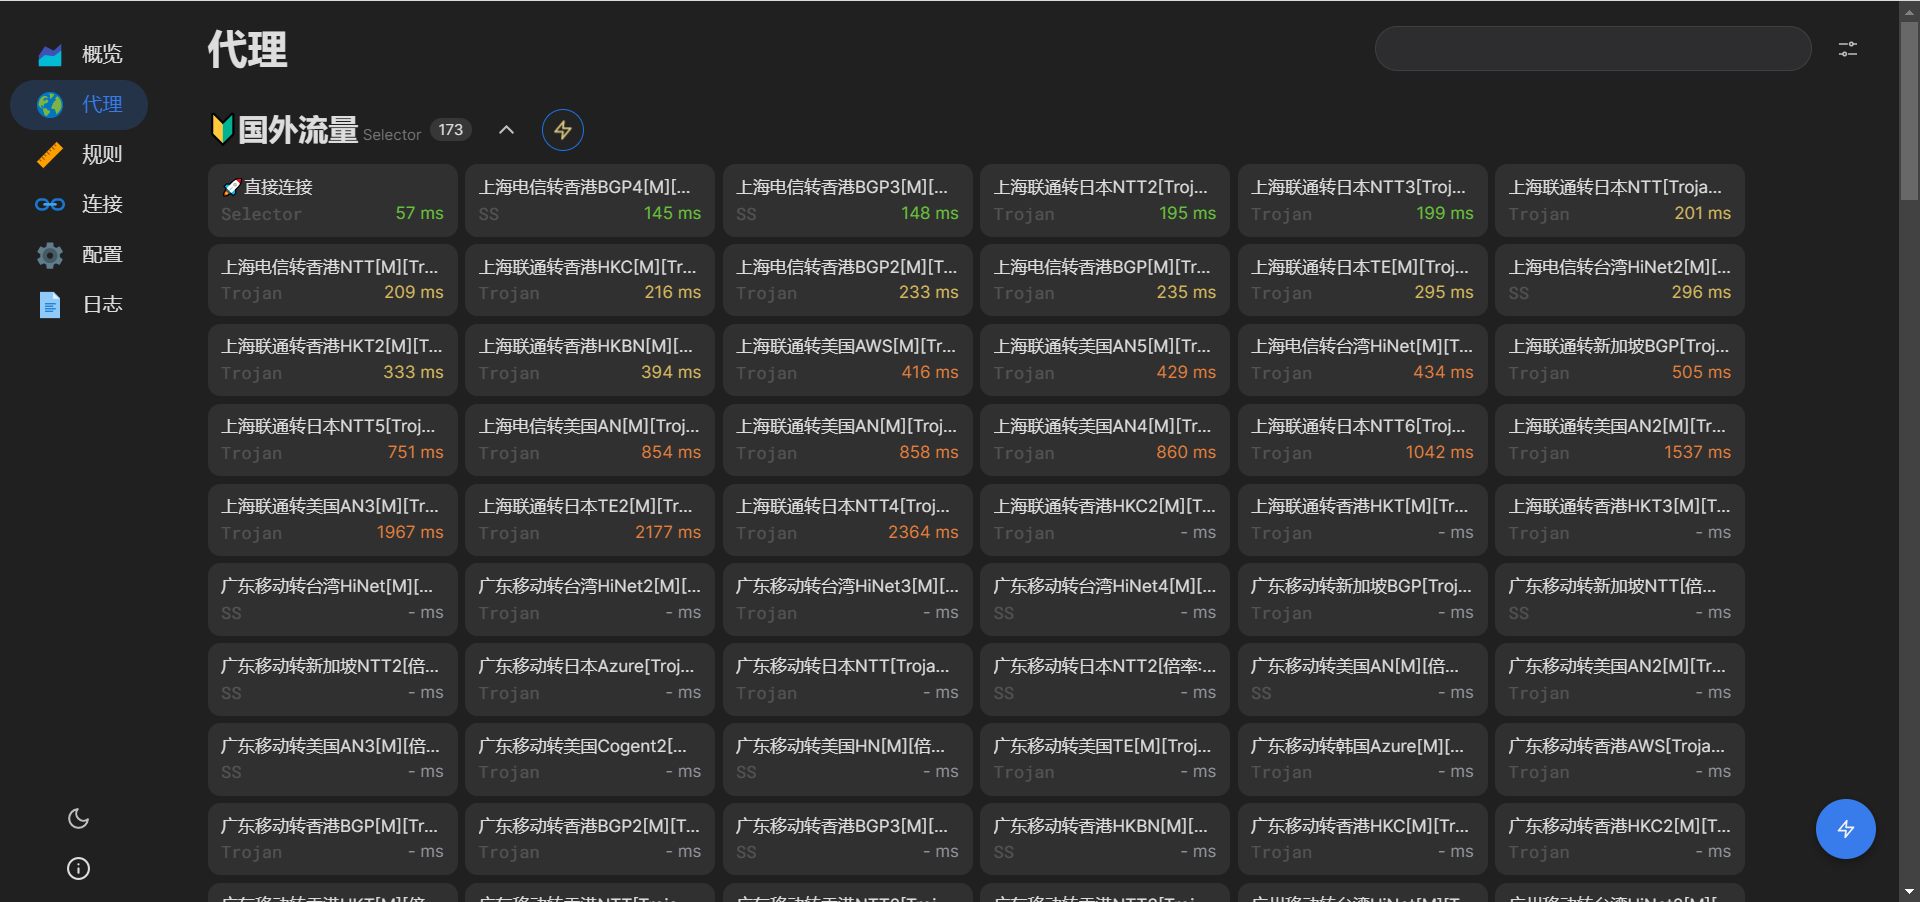 概览
代理
规则
连接
配置
日志
代理
国外流量 Selector 173
直接连接
Selector 57 ms
上海电信转香港BGP4[M][...
SS 145 ms
上海电信转香港BGP3[M][...
SS 148 ms
上海联通转日本NTT2[Troj...
Trojan 195 ms
上海联通转日本NTT3[Troj...
Trojan 199 ms
上海联通转日本NTT[Troja...
Trojan 201 ms
上海电信转香港NTT[M][Tr...
Trojan 209 ms
上海联通转香港HKC[M][Tr...
Trojan 216 ms
上海电信转香港BGP2[M][T...
Trojan 233 ms
上海电信转香港BGP[M][Tr...
Trojan 235 ms
上海联通转日本TE[M][Troj...
Trojan 295 ms
上海电信转台湾HiNet2[M][...
SS 296 ms
上海联通转香港HKT2[M][T...
Trojan 333 ms
上海联通转香港HKBN[M][...
Trojan 394 ms
上海联通转美国AWS[M][Tr...
Trojan 416 ms
上海联通转美国AN5[M][Tr...
Trojan 429 ms
上海电信转台湾HiNet[M][T...
Trojan 434 ms
上海联通转新加坡BGP[Troj...
Trojan 505 ms
上海联通转日本NTT5[Troj...
Trojan 751 ms
上海电信转美国AN[M][Troj...
Trojan 854 ms
上海联通转美国AN[M][Troj...
Trojan 858 ms
上海联通转美国AN4[M][Tr...
Trojan 860 ms
上海联通转日本NTT6[Troj...
Trojan 1042 ms
上海联通转美国AN2[M][Tr...
Trojan 1537 ms
上海联通转美国AN3[M][Tr...
Trojan 1967 ms
上海联通转日本TE2[M][Tr...
Trojan 2177 ms
上海联通转日本NTT4[Troj...
Trojan 2364 ms
上海联通转香港HKC2[M][T...
Trojan - ms
上海联通转香港HKT[M][Tr...
Trojan - ms
上海联通转香港HKT3[M][T...
Trojan - ms
广东移动转台湾HiNet[M][...
SS - ms
广东移动转台湾HiNet2[M][...
Trojan - ms
广东移动转台湾HiNet3[M][...
Trojan - ms
广东移动转台湾HiNet4[M][...
SS - ms
广东移动转新加坡BGP[Troj...
Trojan - ms
广东移动转新加坡NTT[倍...
SS - ms
广东移动转新加坡NTT2[倍...
SS - ms
广东移动转日本Azure[Troj...
Trojan - ms
广东移动转日本NTT[Troja...
Trojan - ms
广东移动转日本NTT2[倍率:...
SS - ms
广东移动转美国AN[M][倍...
SS - ms
广东移动转美国AN2[M][Tr...
Trojan - ms
广东移动转美国AN3[M][倍...
SS - ms
广东移动转美国Cogent2[...
Trojan - ms
广东移动转美国HN[M][倍...
SS - ms
广东移动转美国TE[M][Troj...
Trojan - ms
广东移动转韩国Azure[M][...
Trojan - ms
广东移动转香港AWS[Troja...
Trojan - ms
广东移动转香港BGP[M][Tr...
Trojan - ms
广东移动转香港BGP2[M][T...
Trojan - ms
广东移动转香港BGP3[M][...
SS - ms
广东移动转香港HKBN[M][...
SS - ms
广东移动转香港HKC[M][Tr...
Trojan - ms
广东移动转香港HKC2[M][T...
Trojan - ms